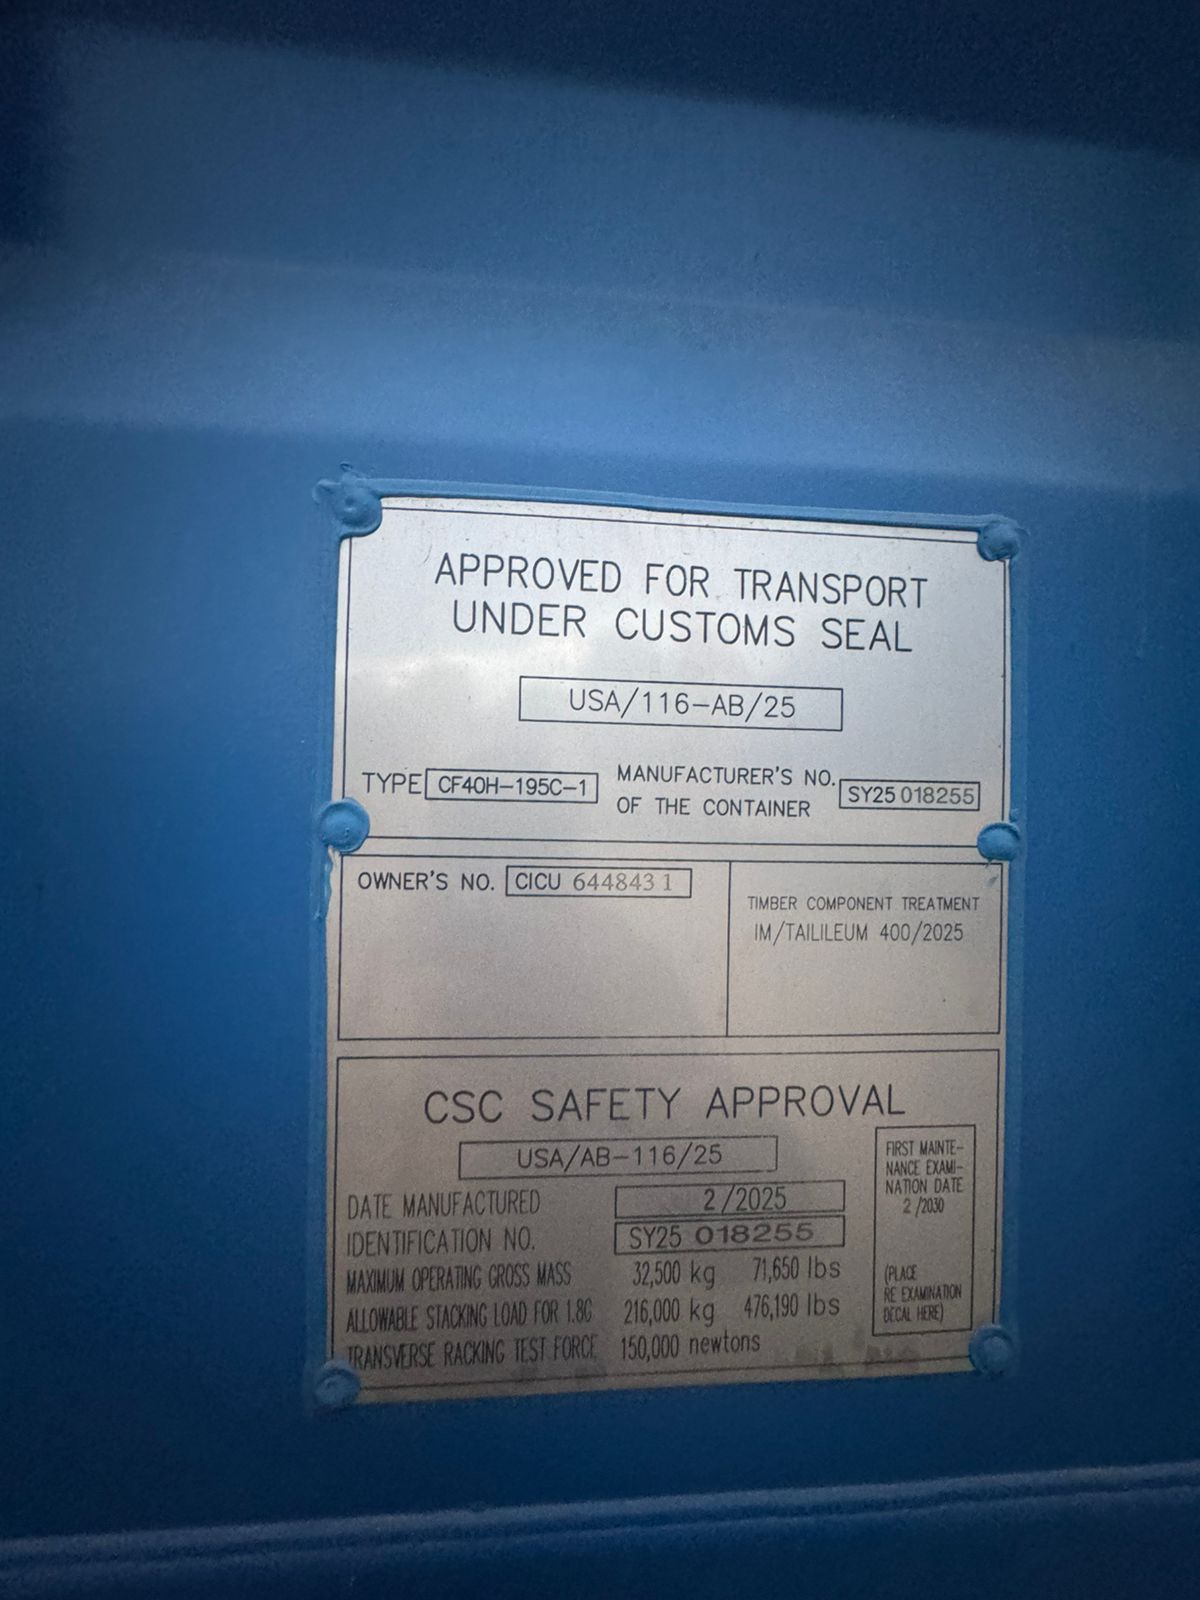 APPROVED FOR TRANSPORT
UNDER CUSTOMS SEAL
USA/116-AB/25
TYPE CF40H-195C-1
MANUFACTURER'S NO.
OF THE CONTAINER
SY25 018255
OWNER'S NO. CICU 644843 1
TIMBER COMPONENT TREATMENT
IM/TAILILEUM 400/2025
CSC SAFETY APPROVAL
USA/AB-116/25
DATE MANUFACTURED 2/2025
IDENTIFICATION NO. SY25 018255
MAXIMUM OPERATING GROSS MASS 32,500 kg 71,650 lbs
ALLOWABLE STACKING LOAD FOR 1.8G 216,000 kg 476,190 lbs
TRANSVERSE RACKING TEST FORCE 150,000 newtons
FIRST MAINTE-
NANCE EXAMI-
NATION DATE
2/2030
(PLACE
RE EXAMINATION
DECAL HERE)